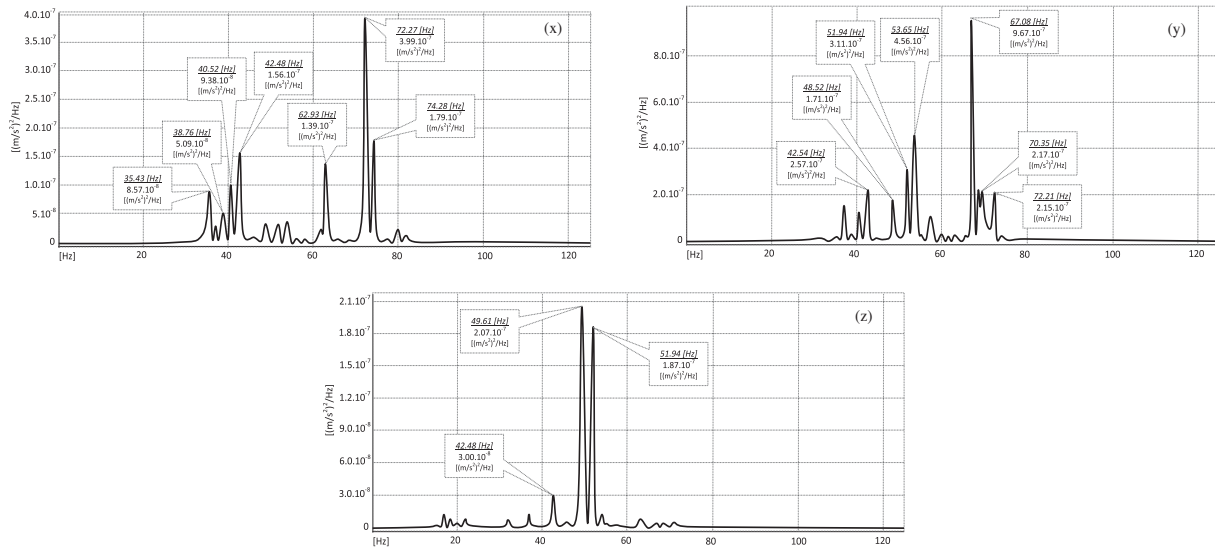 (x)
[(m/s²)²/Hz]
4.0.10⁻⁷
3.5.10⁻⁷
3.0.10⁻⁷
2.5.10⁻⁷
2.0.10⁻⁷
1.5.10⁻⁷
1.0.10⁻⁷
5.10⁻⁸
0
[Hz]
20
40
60
80
100
120
35.43 [Hz]
8.57.10⁻⁸
[(m/s²)²/Hz]
38.76 [Hz]
5.09.10⁻⁸
[(m/s²)²/Hz]
40.52 [Hz]
9.38.10⁻⁸
[(m/s²)²/Hz]
42.48 [Hz]
1.56.10⁻⁷
[(m/s²)²/Hz]
62.93 [Hz]
1.39.10⁻⁷
[(m/s²)²/Hz]
72.27 [Hz]
3.99.10⁻⁷
[(m/s²)²/Hz]
74.28 [Hz]
1.79.10⁻⁷
[(m/s²)²/Hz]
(y)
[(m/s²)²/Hz]
8.0.10⁻⁷
6.0.10⁻⁷
4.0.10⁻⁷
2.0.10⁻⁷
0
[Hz]
20
40
60
80
100
120
42.54 [Hz]
2.57.10⁻⁷
[(m/s²)²/Hz]
48.52 [Hz]
1.71.10⁻⁷
[(m/s²)²/Hz]
51.94 [Hz]
3.11.10⁻⁷
[(m/s²)²/Hz]
53.65 [Hz]
4.56.10⁻⁷
[(m/s²)²/Hz]
67.08 [Hz]
9.67.10⁻⁷
[(m/s²)²/Hz]
70.35 [Hz]
2.17.10⁻⁷
[(m/s²)²/Hz]
72.21 [Hz]
2.15.10⁻⁷
[(m/s²)²/Hz]
(z)
[(m/s²)²/Hz]
2.1.10⁻⁷
1.8.10⁻⁷
1.5.10⁻⁷
1.2.10⁻⁷
9.0.10⁻⁸
6.0.10⁻⁸
3.0.10⁻⁸
0
[Hz]
20
40
60
80
100
120
42.48 [Hz]
3.00.10⁻⁸
[(m/s²)²/Hz]
49.61 [Hz]
2.07.10⁻⁷
[(m/s²)²/Hz]
51.94 [Hz]
1.87.10⁻⁷
[(m/s²)²/Hz]